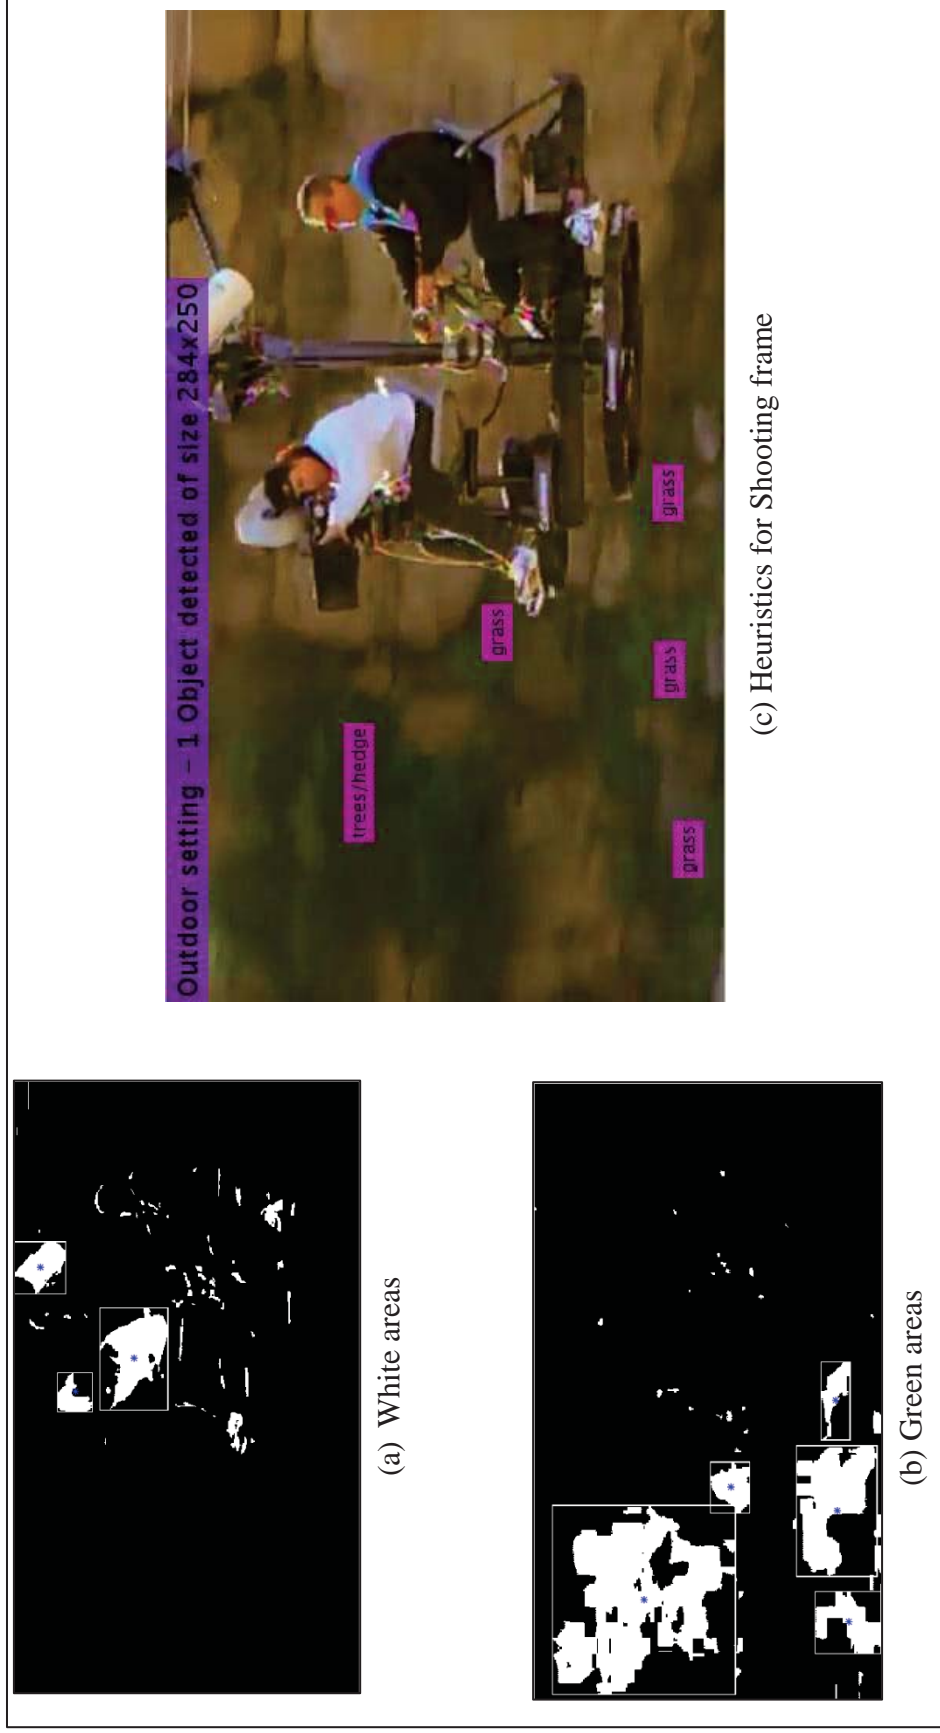 (a) White areas
(b) Green areas
Outdoor setting – 1 Object detected of size 284x250
trees/hedge
grass
grass
grass
grass
(c) Heuristics for Shooting frame